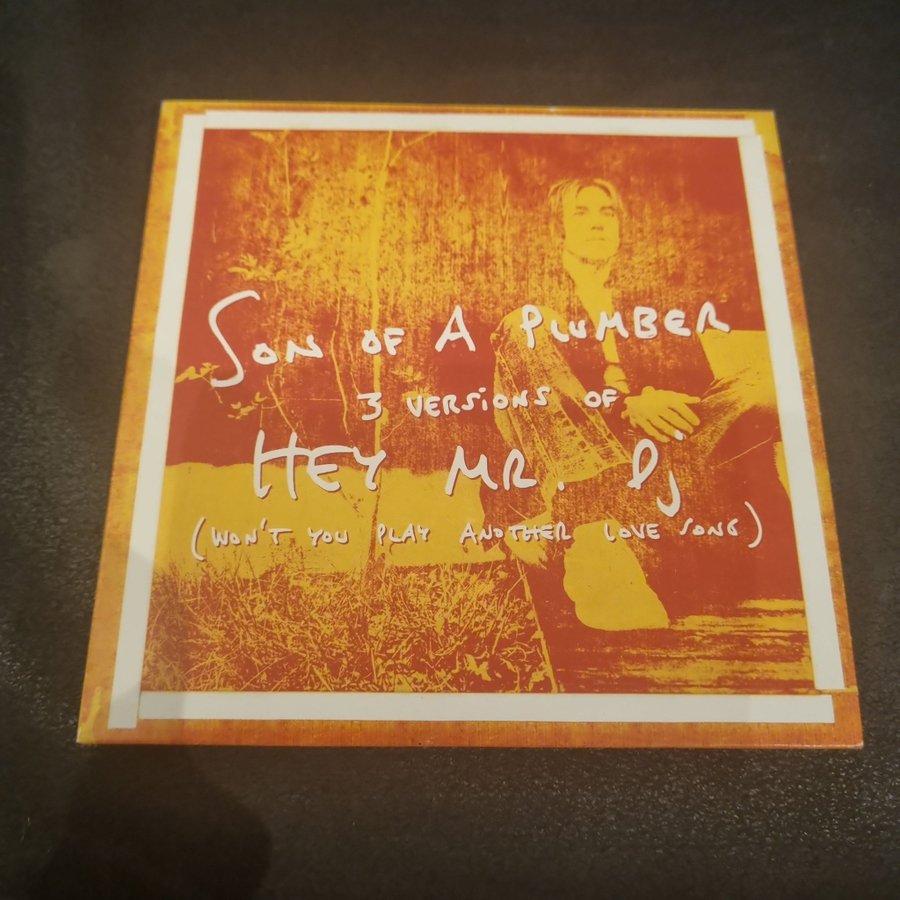 SON OF A PLUMBER
3 VERSiONS OF
HEY MR. Dj
(WON'T YOU PLAY ANOTHER LOVE SONG)